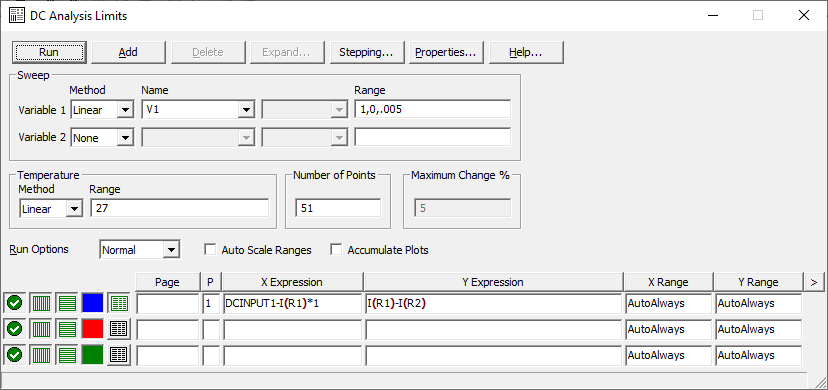 DC Analysis Limits
Run Add Delete Expand... Stepping... Properties... Help...
Sweep
Method Name Range
Variable 1 Linear V1 1,0,.005
Variable 2 None
Temperature Number of Points Maximum Change %
Method Range
Linear 27 51 5
Run Options Normal Auto Scale Ranges Accumulate Plots
Page P X Expression Y Expression X Range Y Range >
1 DCINPUT1-I(R1)*1 I(R1)-I(R2) AutoAlways AutoAlways
AutoAlways AutoAlways
AutoAlways AutoAlways